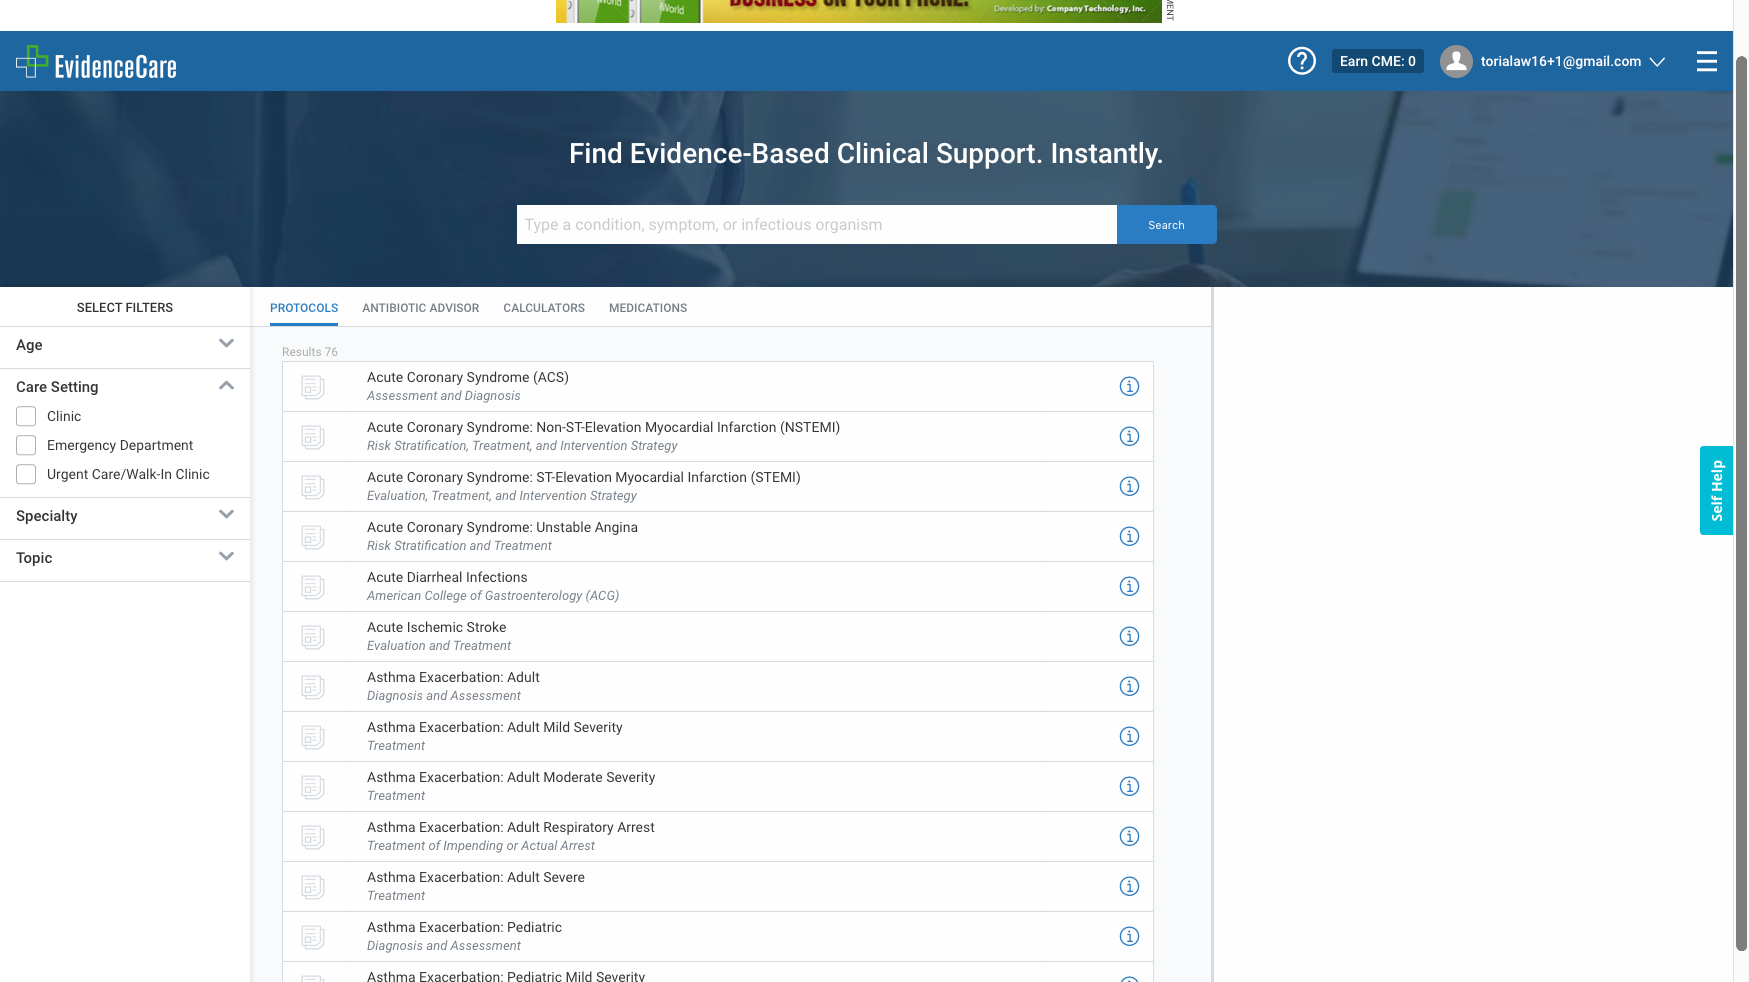 iWorld
iWorld
BUSINESS ON YOUR PHONE.
Developed by: CompanyTechnology, Inc.
EvidenceCare
Earn CME: 0
torialaw16+1@gmail.com
Find Evidence-Based Clinical Support. Instantly.
Type a condition, symptom, or infectious organism
Search
SELECT FILTERS
PROTOCOLS
ANTIBIOTIC ADVISOR
CALCULATORS
MEDICATIONS
Age
Care Setting
Clinic
Emergency Department
Urgent Care/Walk-In Clinic
Specialty
Topic
Results 76
Acute Coronary Syndrome (ACS)
Assessment and Diagnosis
Acute Coronary Syndrome: Non-ST-Elevation Myocardial Infarction (NSTEMI)
Risk Stratification, Treatment, and Intervention Strategy
Acute Coronary Syndrome: ST-Elevation Myocardial Infarction (STEMI)
Evaluation, Treatment, and Intervention Strategy
Acute Coronary Syndrome: Unstable Angina
Risk Stratification and Treatment
Acute Diarrheal Infections
American College of Gastroenterology (ACG)
Acute Ischemic Stroke
Evaluation and Treatment
Asthma Exacerbation: Adult
Diagnosis and Assessment
Asthma Exacerbation: Adult Mild Severity
Treatment
Asthma Exacerbation: Adult Moderate Severity
Treatment
Asthma Exacerbation: Adult Respiratory Arrest
Treatment of Impending or Actual Arrest
Asthma Exacerbation: Adult Severe
Treatment
Asthma Exacerbation: Pediatric
Diagnosis and Assessment
Asthma Exacerbation: Pediatric Mild Severity
Self Help